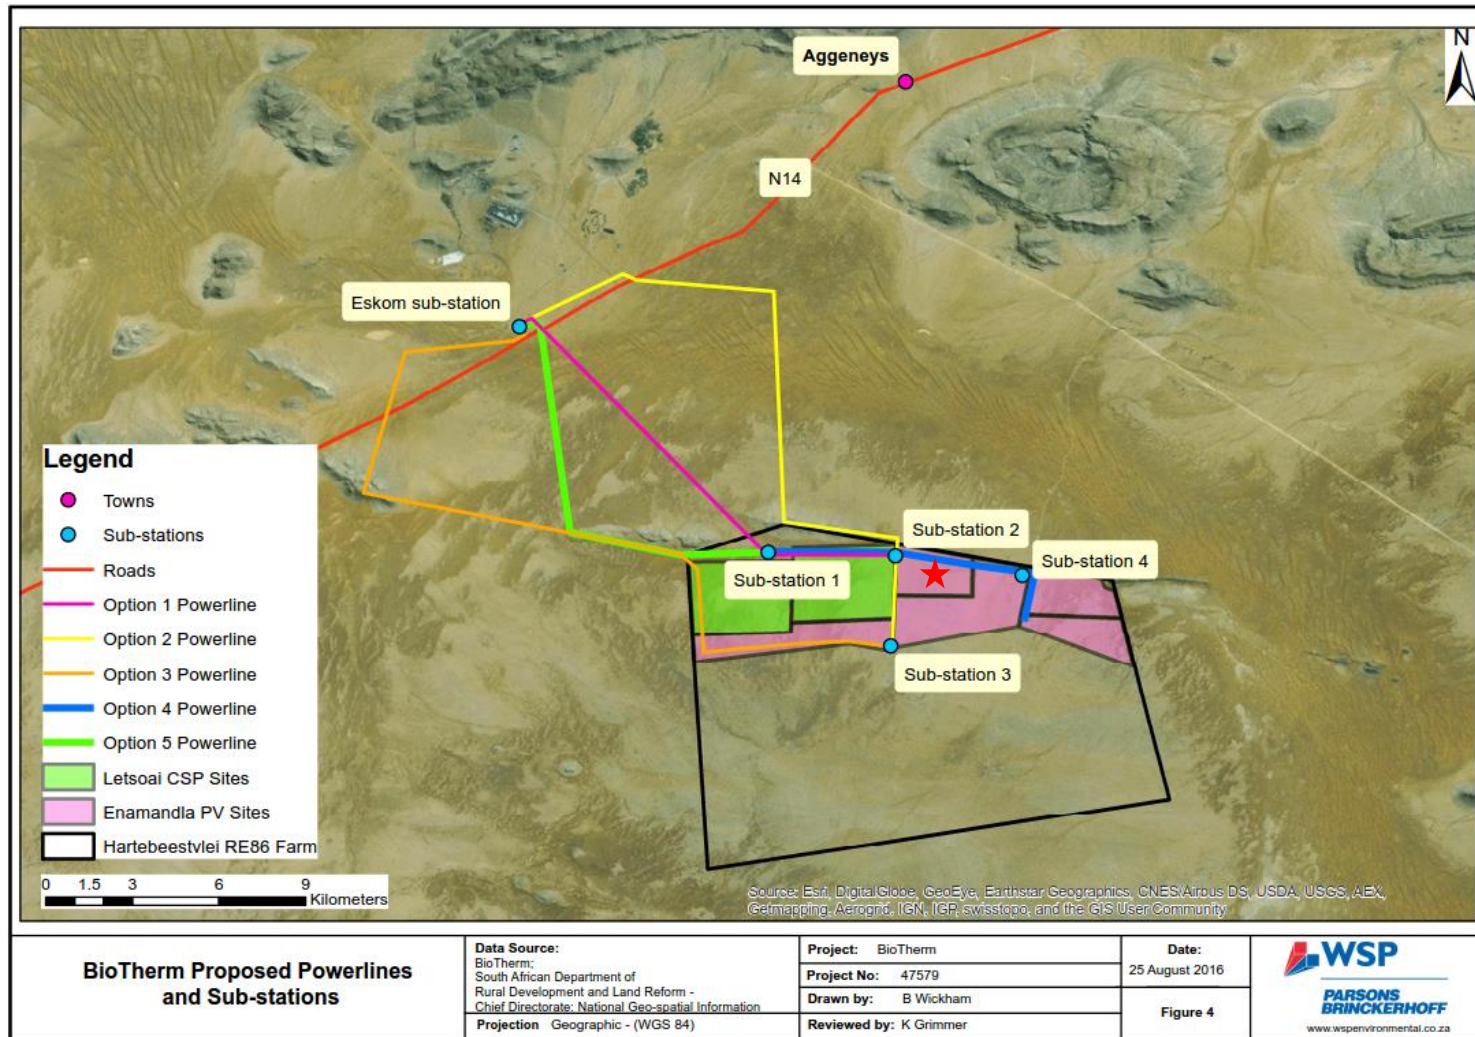 Aggeneys
N
N14
Eskom sub-station
Sub-station 2
Sub-station 1
Sub-station 4
Sub-station 3
Legend
Towns
Sub-stations
Roads
Option 1 Powerline
Option 2 Powerline
Option 3 Powerline
Option 4 Powerline
Option 5 Powerline
Letsoai CSP Sites
Enamandla PV Sites
Hartebeestvlei RE86 Farm
0 1.5 3 6 9
Kilometers
Source: Esri, DigitalGlobe, GeoEye, Earthstar Geographics, CNES/Airbus DS, USDA, USGS, AEX,
Getmapping, Aerogrid, IGN, IGP, swisstopo, and the GIS User Community
BioTherm Proposed Powerlines
and Sub-stations
Data Source:
BioTherm;
South African Department of
Rural Development and Land Reform -
Chief Directorate: National Geo-spatial Information
Projection Geographic - (WGS 84)
Project: BioTherm
Project No: 47579
Drawn by: B Wickham
Reviewed by: K Grimmer
Date:
25 August 2016
Figure 4
WSP
PARSONS
BRINCKERHOFF
www.wspenvironmental.co.za